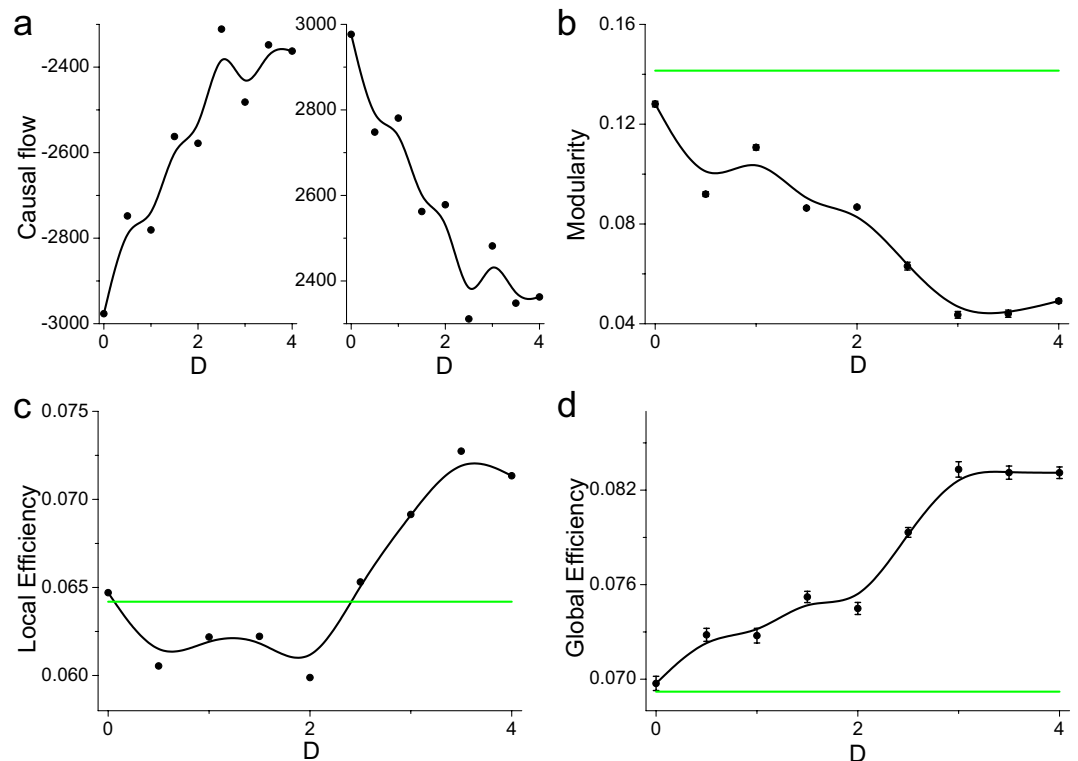 a
Causal flow
-2400
-2600
-2800
-3000
0 2 4
D
3000
2800
2600
2400
0 2 4
D
b
Modularity
0.16
0.12
0.08
0.04
0 2 4
D
c
Local Efficiency
0.075
0.070
0.065
0.060
0 2 4
D
d
Global Efficiency
0.082
0.076
0.070
0 2 4
D